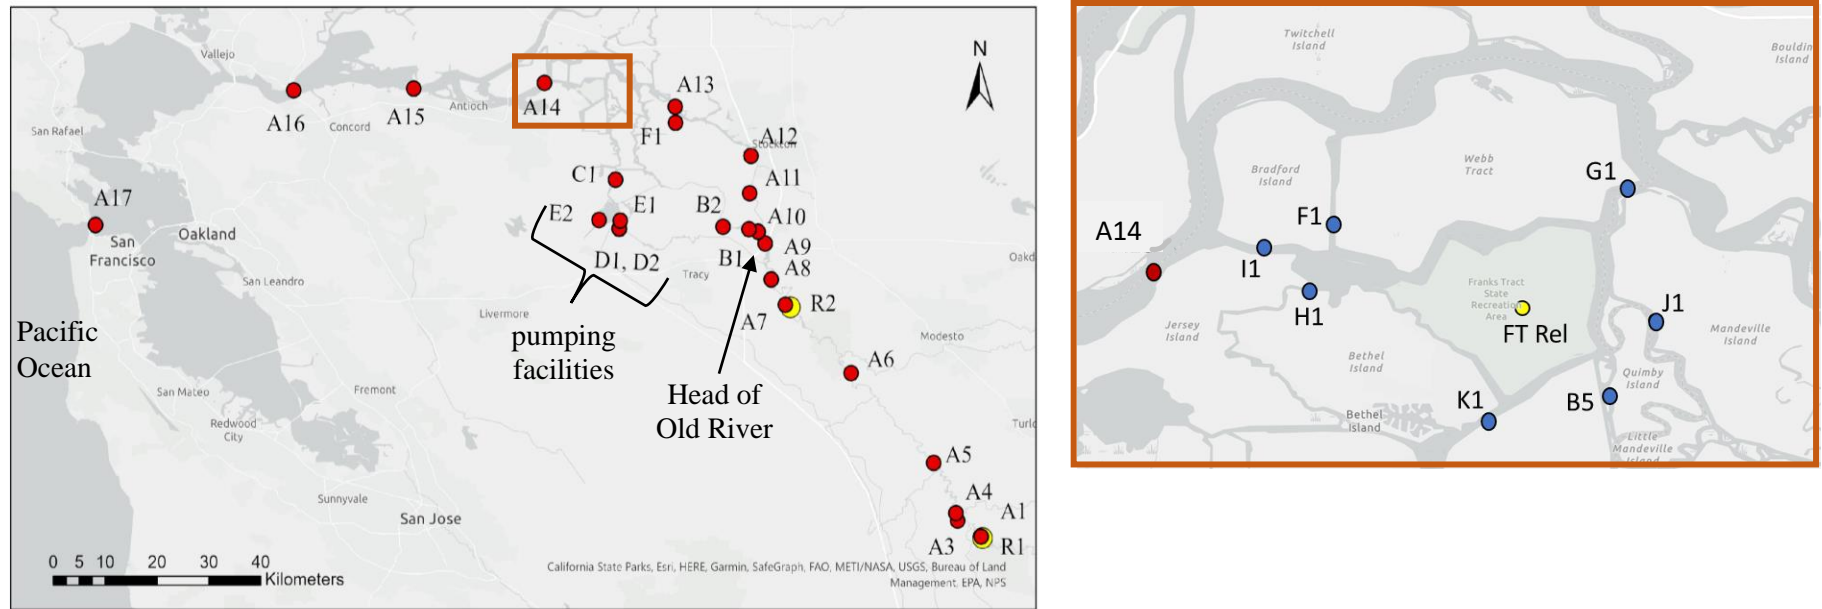 Vallejo
San Rafael
A16
Concord
A15
Antioch
A14
A13
F1
A12
Stockton
A11
C1
E2
E1
B2
A10
A9
D1, D2
B1
A8
Tracy
R2
A7
A17
San
Francisco
Oakland
San Leandro
Livermore
Pacific
Ocean
pumping
facilities
Head of
Old River
Modesto
A6
San Mateo
Fremont
Redwood
City
Sunnyvale
San Jose
A5
A4
A1
A3
R1
Oakd
Turlo
N
0 5 10 20 30 40
Kilometers
California State Parks, Esri, HERE, Garmin, SafeGraph, FAO, METI/NASA, USGS, Bureau of Land
Management, EPA, NPS
Twitchell
Island
Bouldin
Island
Bradford
Island
Webb
Tract
G1
A14
F1
I1
H1
Franks Tract
State
Recreation
Area
FT Rel
J1
Mandeville
Island
Jersey
Island
Bethel
Island
Quimby
Island
K1
B5
Bethel
Island
Little
Mandeville
Island